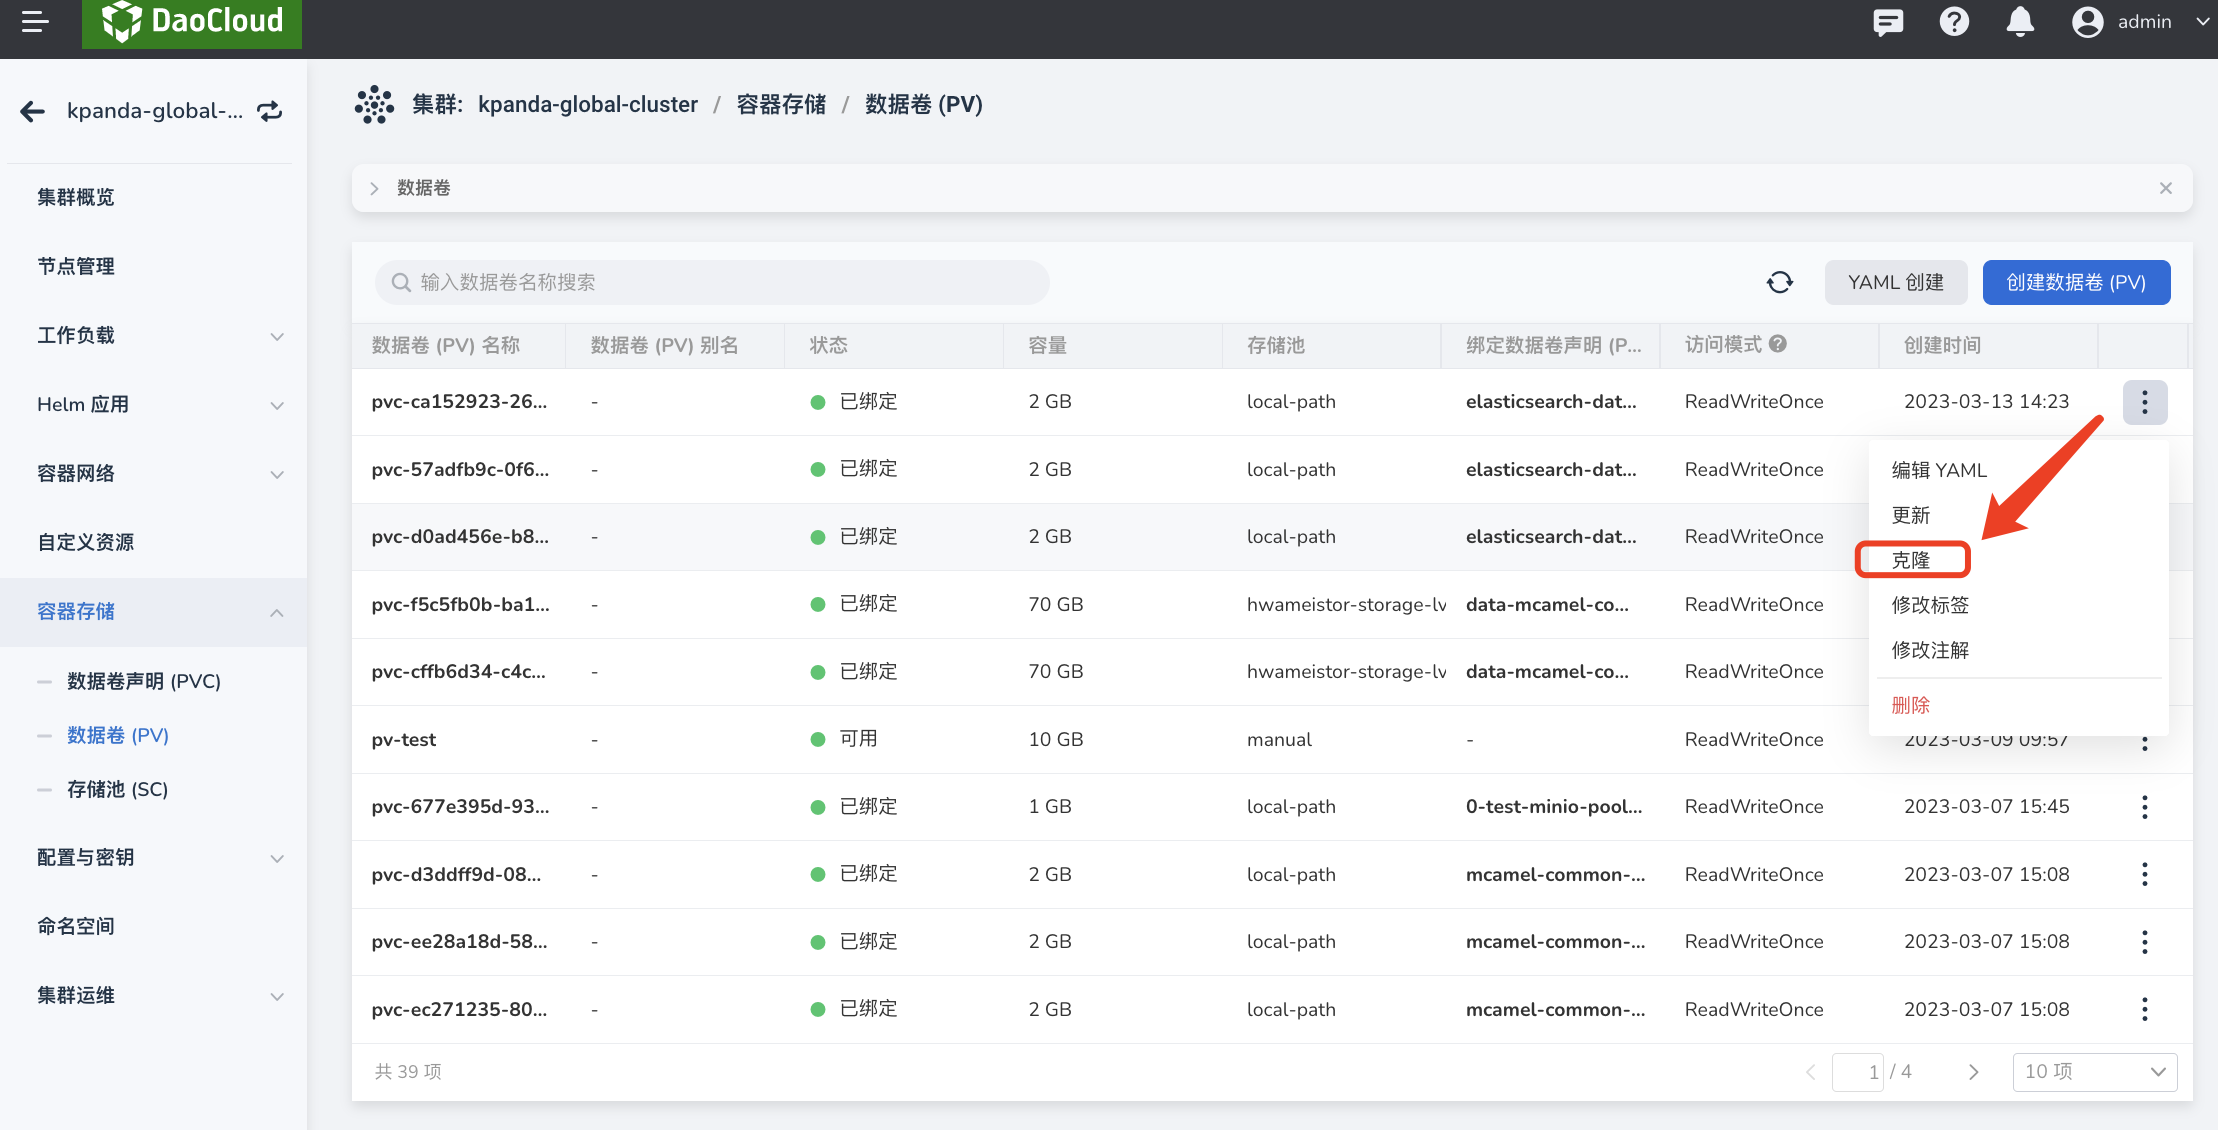 DaoCloud
admin
kpanda-global-...
集群: kpanda-global-cluster / 容器存储 / 数据卷 (PV)
集群概览
节点管理
工作负载
Helm 应用
容器网络
自定义资源
容器存储
数据卷声明 (PVC)
数据卷 (PV)
存储池 (SC)
配置与密钥
命名空间
集群运维
数据卷
输入数据卷名称搜索
YAML 创建
创建数据卷 (PV)
数据卷 (PV) 名称 数据卷 (PV) 别名 状态 容量 存储池 绑定数据卷声明 (P... 访问模式 创建时间
pvc-ca152923-26... - 已绑定 2 GB local-path elasticsearch-dat... ReadWriteOnce 2023-03-13 14:23
pvc-57adfb9c-0f6... - 已绑定 2 GB local-path elasticsearch-dat... ReadWriteOnce
pvc-d0ad456e-b8... - 已绑定 2 GB local-path elasticsearch-dat... ReadWriteOnce
pvc-f5c5fb0b-ba1... - 已绑定 70 GB hwameistor-storage-lv data-mcamel-co... ReadWriteOnce
pvc-cffb6d34-c4c... - 已绑定 70 GB hwameistor-storage-lv data-mcamel-co... ReadWriteOnce
pv-test - 可用 10 GB manual - ReadWriteOnce 2023-03-09 09:57
pvc-677e395d-93... - 已绑定 1 GB local-path 0-test-minio-pool... ReadWriteOnce 2023-03-07 15:45
pvc-d3ddff9d-08... - 已绑定 2 GB local-path mcamel-common-... ReadWriteOnce 2023-03-07 15:08
pvc-ee28a18d-58... - 已绑定 2 GB local-path mcamel-common-... ReadWriteOnce 2023-03-07 15:08
pvc-ec271235-80... - 已绑定 2 GB local-path mcamel-common-... ReadWriteOnce 2023-03-07 15:08
编辑 YAML
更新
克隆
修改标签
修改注解
删除
共 39 项
1 / 4
10 项